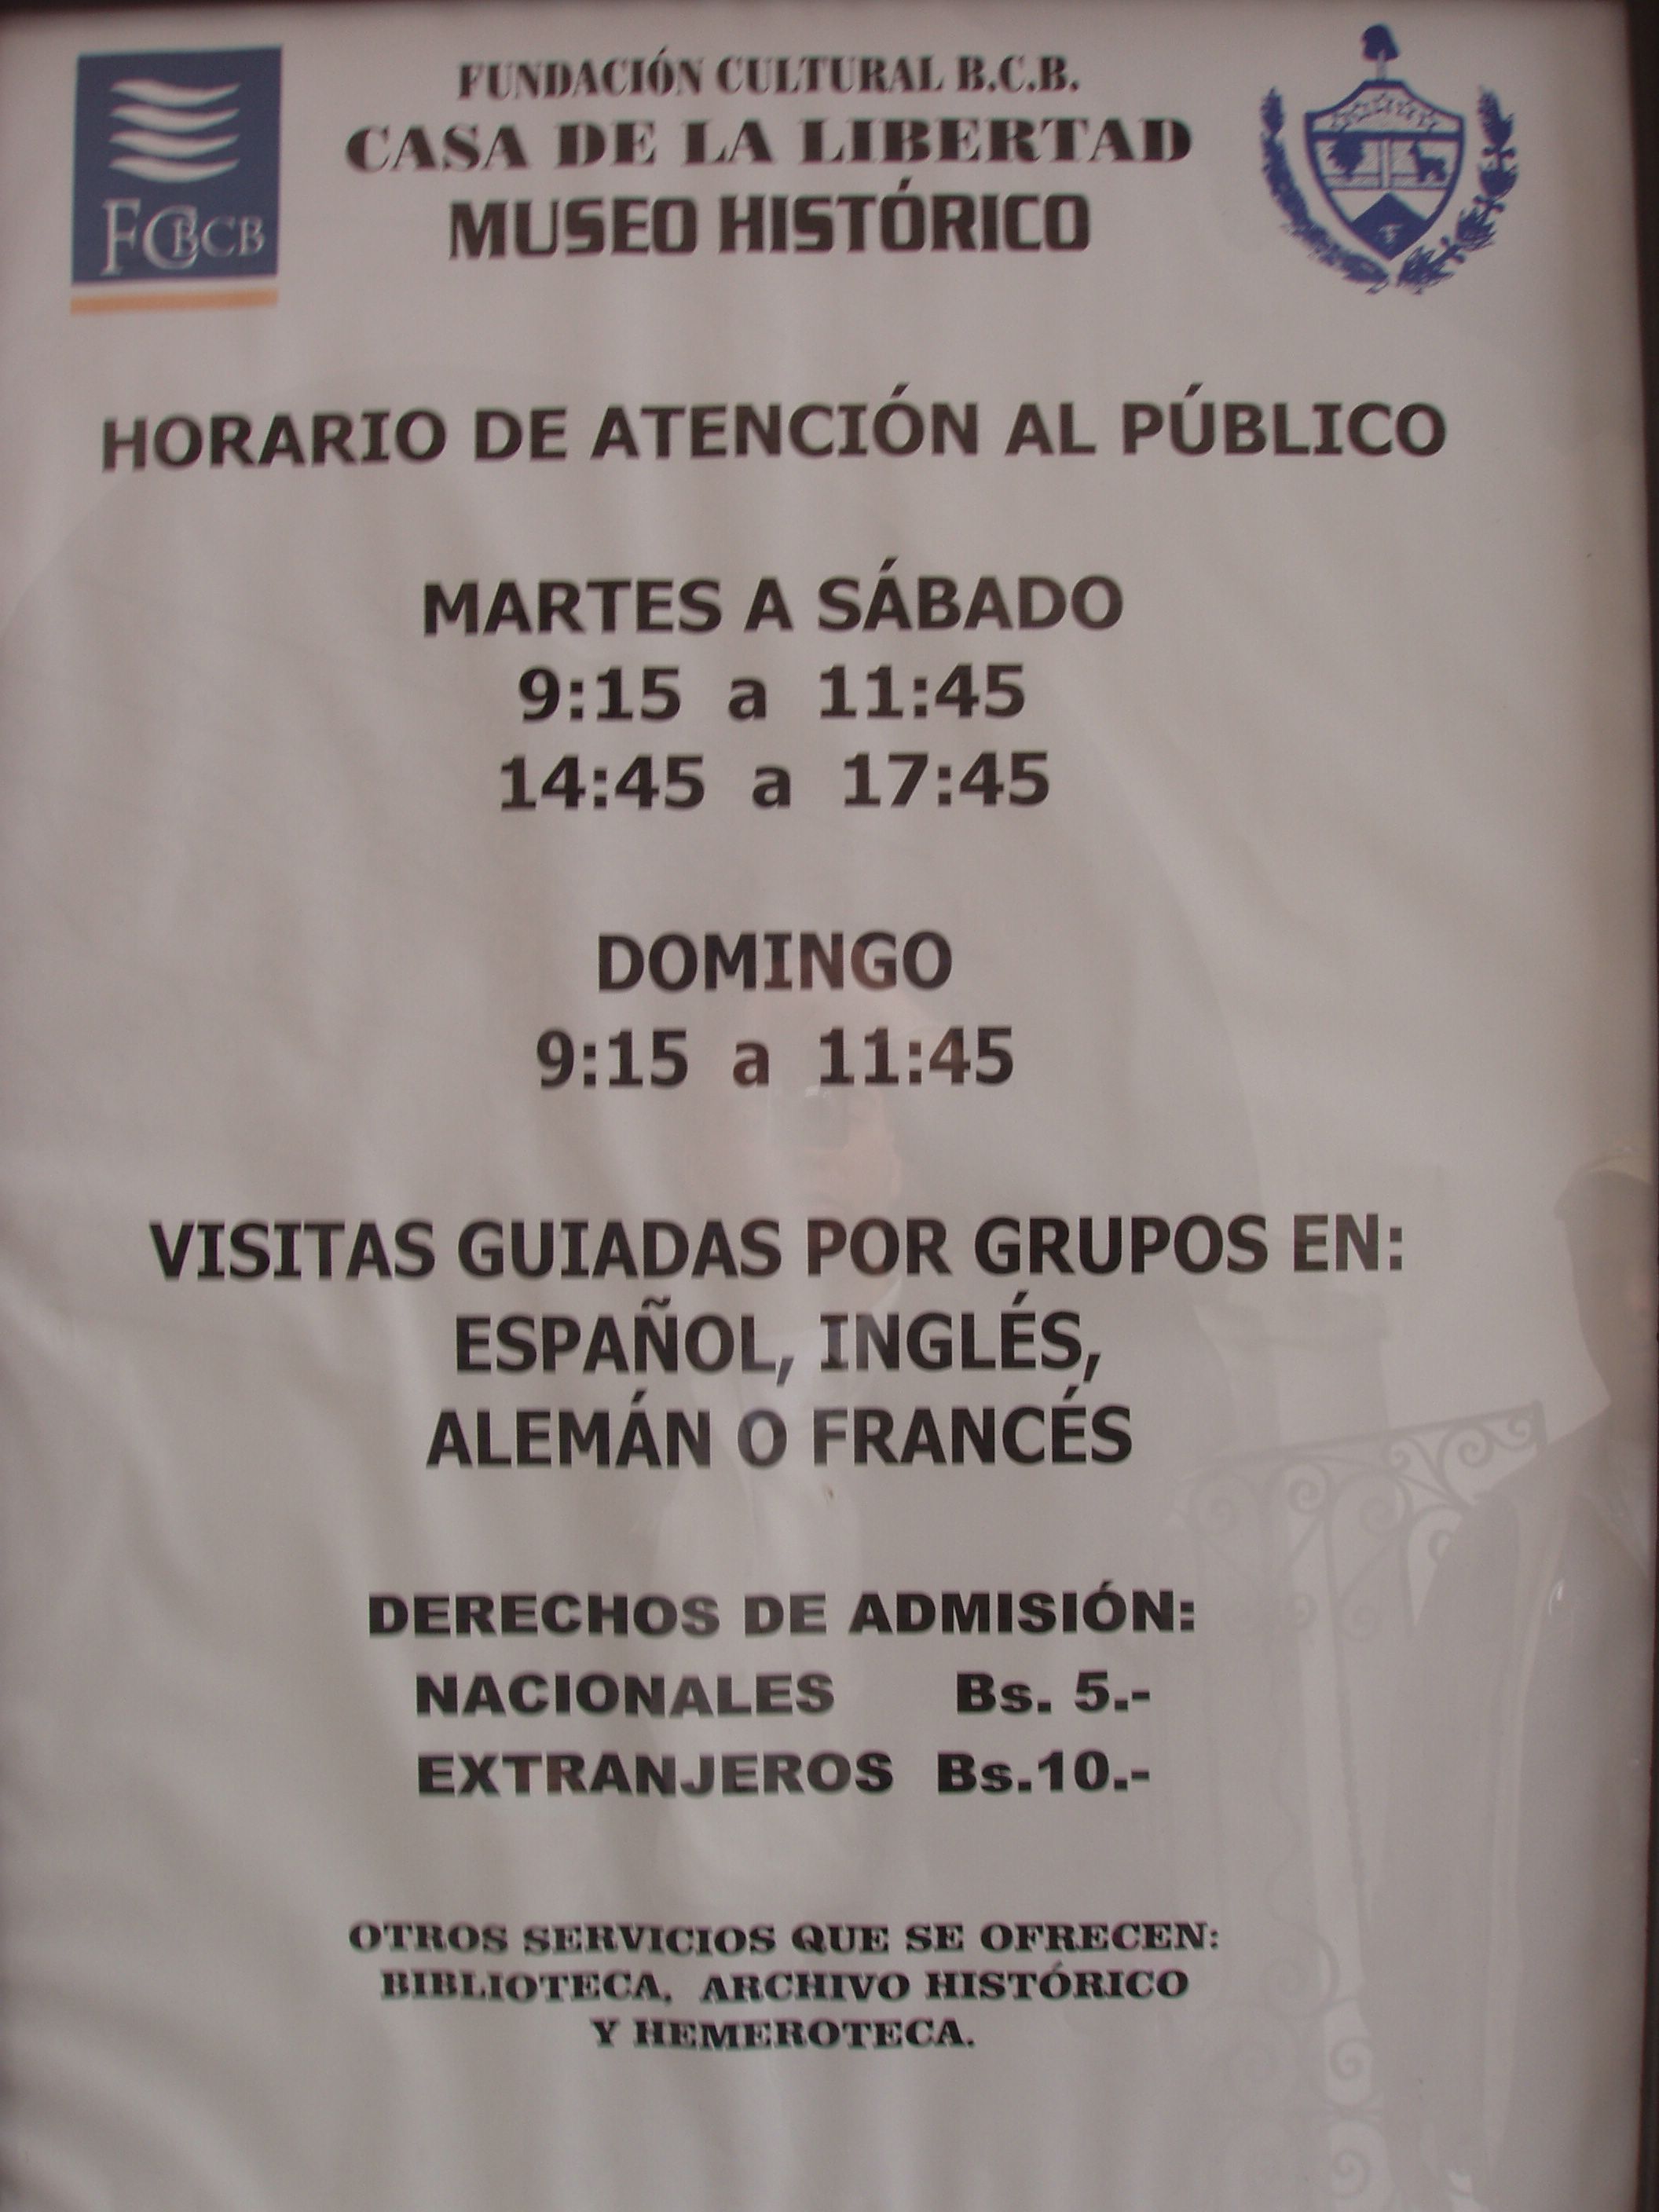 FUNDACIÓN CULTURAL B.C.B.
CASA DE LA LIBERTAD
MUSEO HISTÓRICO
FCBCB
HORARIO DE ATENCIÓN AL PÚBLICO
MARTES A SÁBADO
9:15 a 11:45
14:45 a 17:45
DOMINGO
9:15 a 11:45
VISITAS GUIADAS POR GRUPOS EN:
ESPAÑOL, INGLÉS,
ALEMÁN O FRANCÉS
DERECHOS DE ADMISIÓN:
NACIONALES Bs. 5.-
EXTRANJEROS Bs.10.-
OTROS SERVICIOS QUE SE OFRECEN:
BIBLIOTECA, ARCHIVO HISTÓRICO
Y HEMEROTECA.